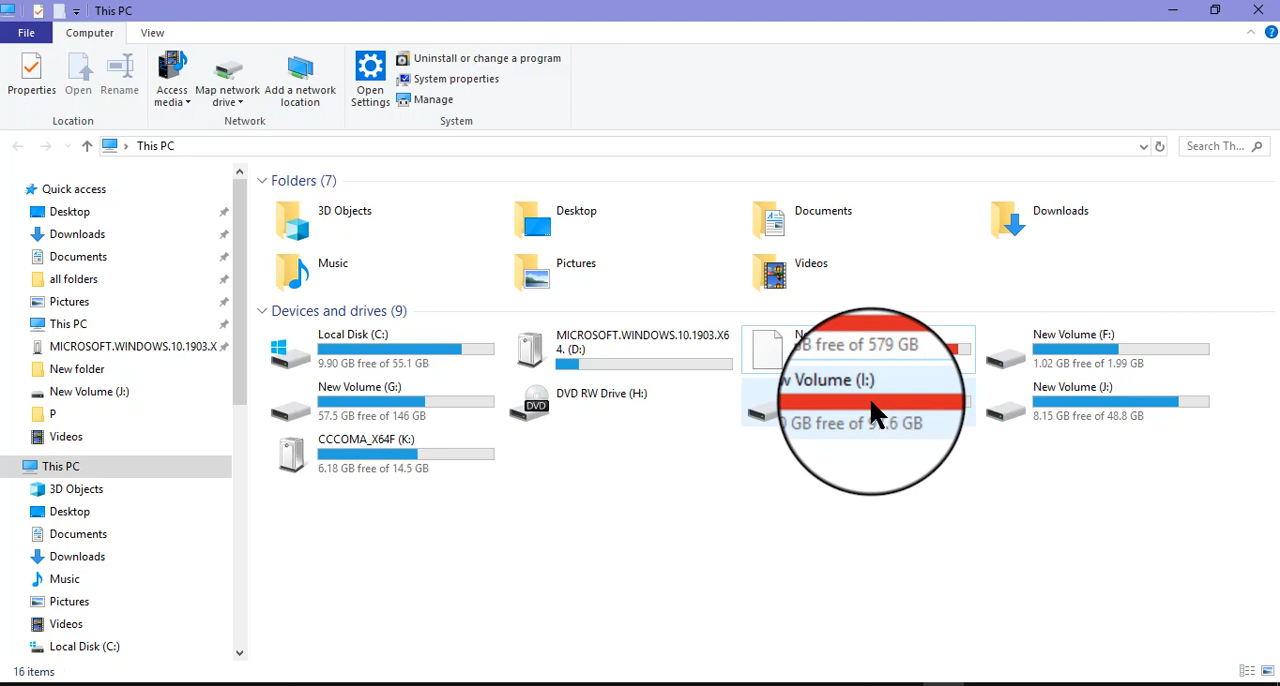 This PC
File Computer View
Uninstall or change a program
System properties
Manage
Properties Open Rename Access media Map network drive Add a network location Open Settings
Location Network System
This PC
Search Th...
Quick access
Desktop
Downloads
Documents
all folders
Pictures
This PC
MICROSOFT.WINDOWS.10.1903.X
New folder
New Volume (J:)
P
Videos
This PC
3D Objects
Desktop
Documents
Downloads
Music
Pictures
Videos
Local Disk (C:)
Folders (7)
3D Objects Desktop Documents Downloads
Music Pictures Videos
Devices and drives (9)
Local Disk (C:)
9.90 GB free of 55.1 GB
MICROSOFT.WINDOWS.10.1903.X6
4. (D:)
GB free of 579 GB
New Volume (F:)
1.02 GB free of 1.99 GB
New Volume (G:)
57.5 GB free of 146 GB
DVD RW Drive (H:)
DVD
Volume (I:)
GB free of
New Volume (J:)
8.15 GB free of 48.8 GB
CCCOMA_X64F (K:)
6.18 GB free of 14.5 GB
16 items